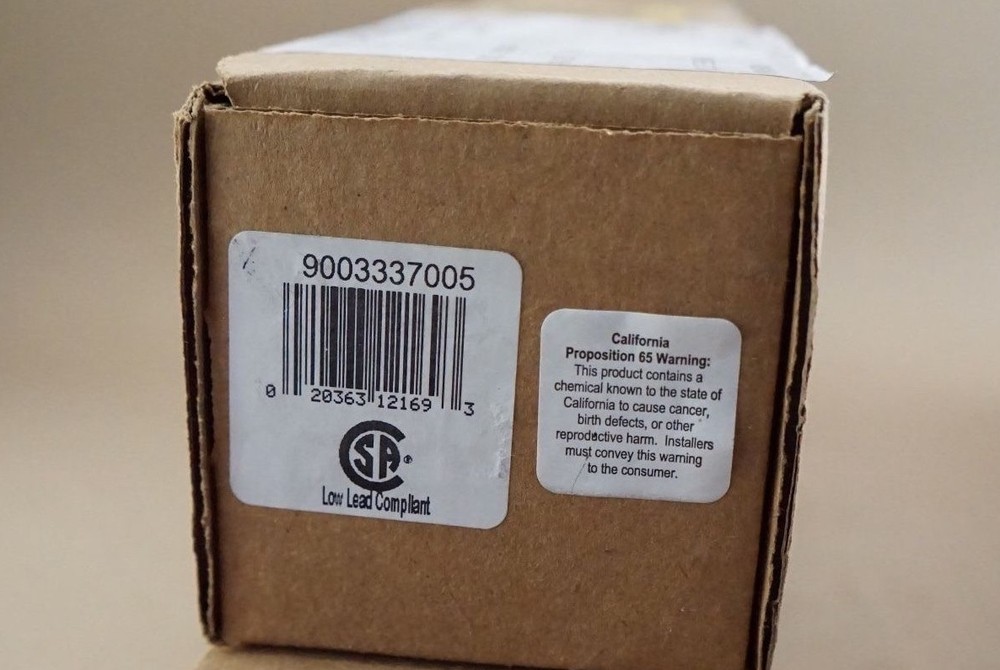 9003337005
0 20363 12169 3
CSA®
Low Lead Compliant
California
Proposition 65 Warning:
This product contains a
chemical known to the state of
California to cause cancer,
birth defects, or other
reproductive harm. Installers
must convey this warning
to the consumer.